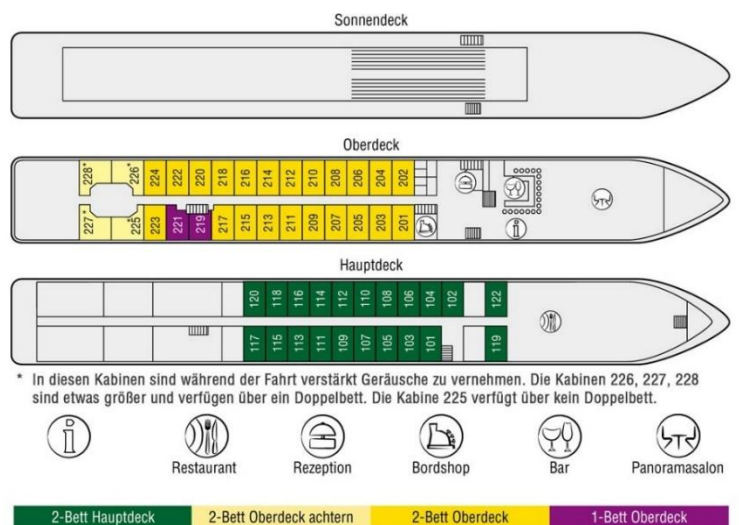 Sonnendeck
Oberdeck
228* 226* 224 222 220 218 216 214 212 210 208 206 204 202
227* 225* 223 221 219 217 215 213 211 209 207 205 203 201
Hauptdeck
120 118 116 114 112 110 108 106 104 102 122
117 115 113 111 109 107 105 103 101 119
* In diesen Kabinen sind während der Fahrt verstärkt Geräusche zu vernehmen. Die Kabinen 226, 227, 228
sind etwas größer und verfügen über ein Doppelbett. Die Kabine 225 verfügt über kein Doppelbett.
i Restaurant Rezeption Bordshop Bar Panoramasalon
2-Bett Hauptdeck 2-Bett Oberdeck achtern 2-Bett Oberdeck 1-Bett Oberdeck